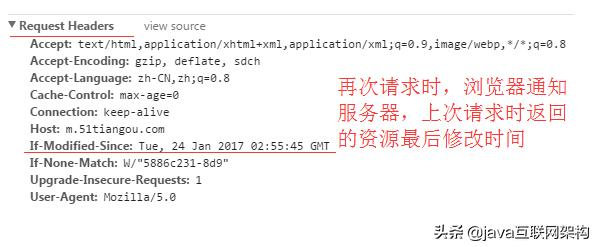 Request Headers view source
Accept: text/html,application/xhtml+xml,application/xml;q=0.9,image/webp,*/*;q=0.8
Accept-Encoding: gzip, deflate, sdch
Accept-Language: zh-CN,zh;q=0.8
Cache-Control: max-age=0
Connection: keep-alive
Host: m.51tiangou.com
If-Modified-Since: Tue, 24 Jan 2017 02:55:45 GMT
If-None-Match: W/"5886c231-8d9"
Upgrade-Insecure-Requests: 1
User-Agent: Mozilla/5.0
再次请求时，浏览器通知
服务器，上次请求时返回
的资源最后修改时间
头条 @java互联网架构